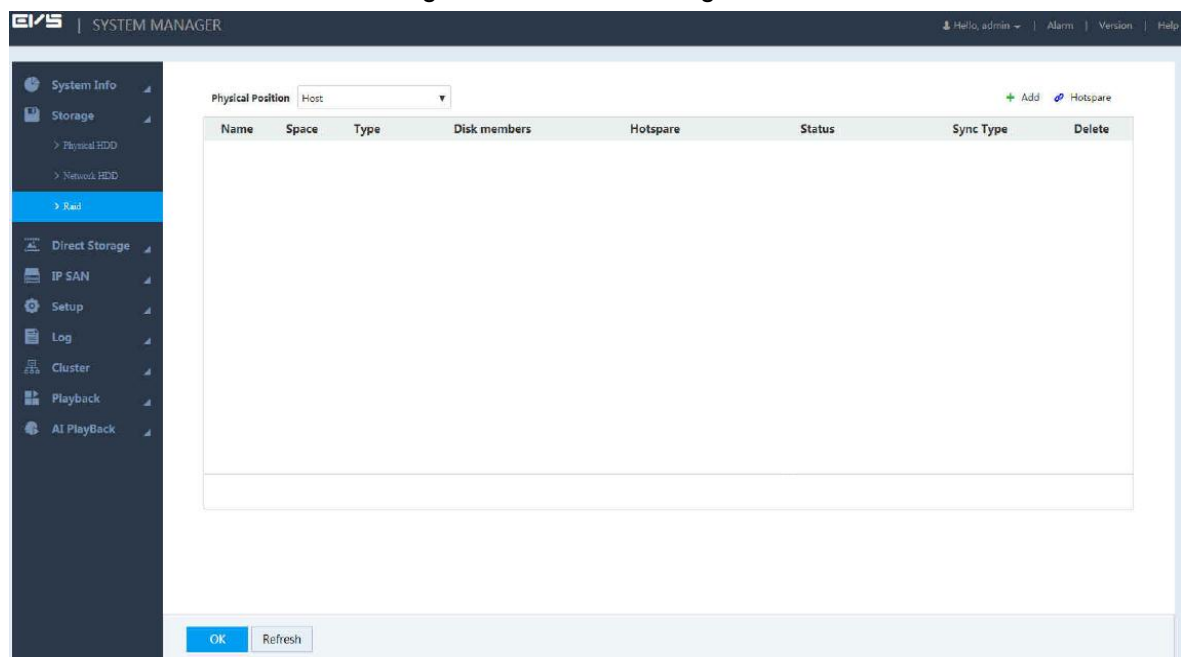 EVS | SYSTEM MANAGER
Hello, admin | Alarm | Version | Help
System Info
Storage
> Physical HDD
> Network HDD
> Raid
Direct Storage
IP SAN
Setup
Log
Cluster
Playback
AI PlayBack
Physical Position Host
Add Hotspare
Name Space Type Disk members Hotspare Status Sync Type Delete
OK Refresh